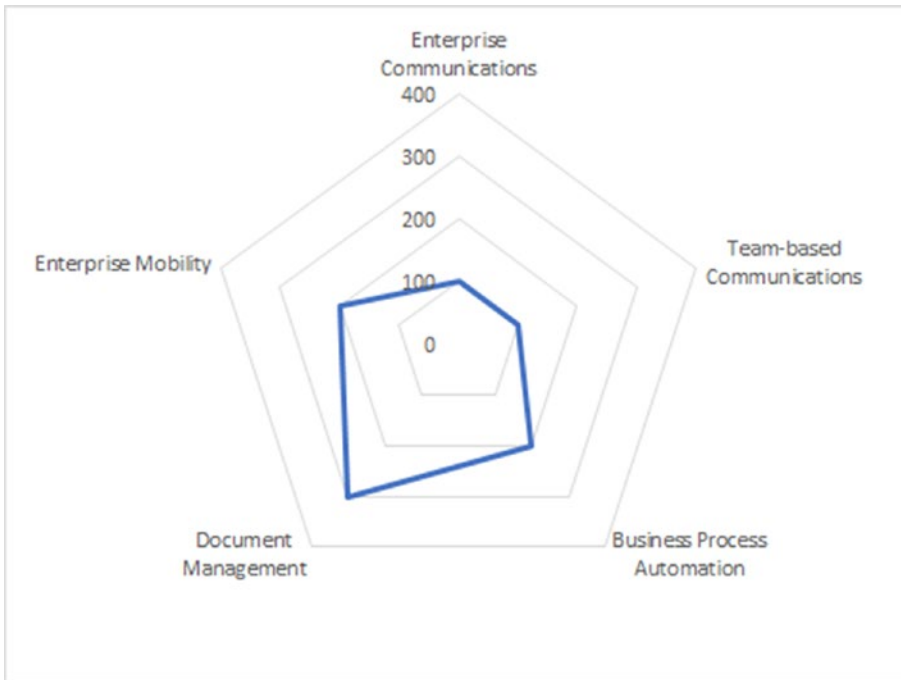 Enterprise
Communications
400
300
200
100
0
Team-based
Communications
Enterprise Mobility
Document
Management
Business Process
Automation